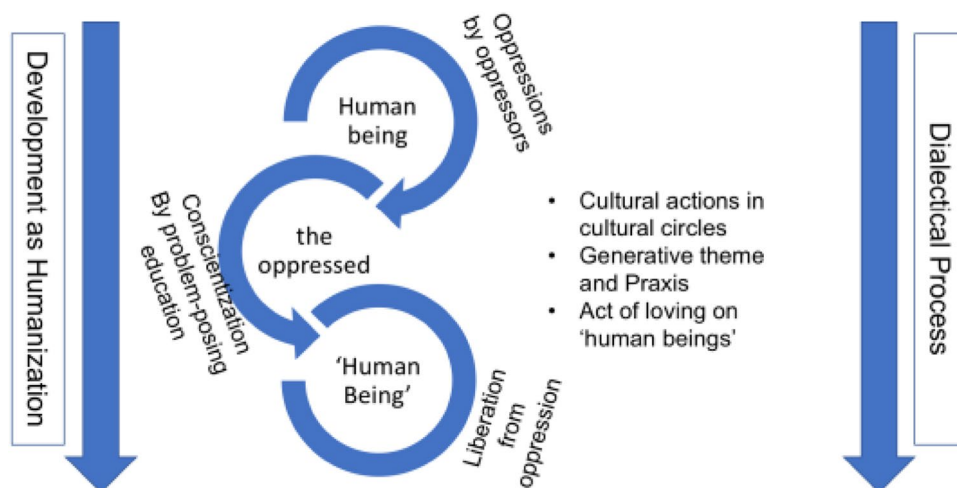 Development as Humanization
Oppressions
by oppressors
Human
being
the
oppressed
Conscientization
By problem-posing
education
'Human
Being'
Liberation
from
oppression
• Cultural actions in
cultural circles
• Generative theme
and Praxis
• Act of loving on
'human beings'
Dialectical Process